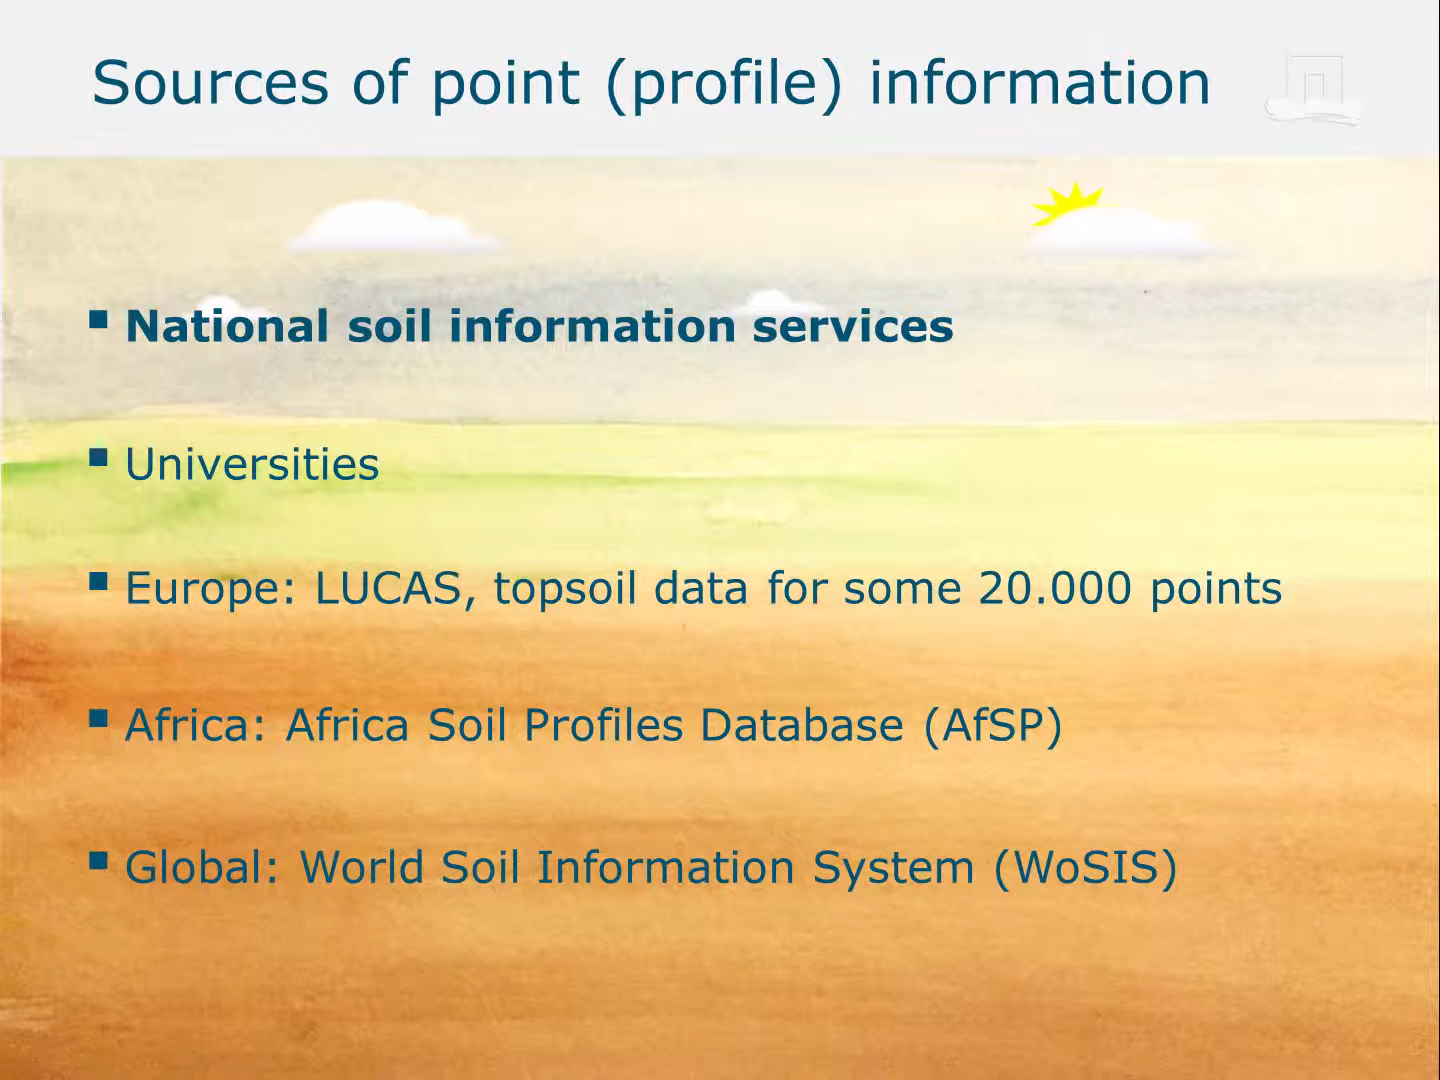 Sources of point (profile) information
▪ National soil information services
▪ Universities
▪ Europe: LUCAS, topsoil data for some 20.000 points
▪ Africa: Africa Soil Profiles Database (AfSP)
▪ Global: World Soil Information System (WoSIS)